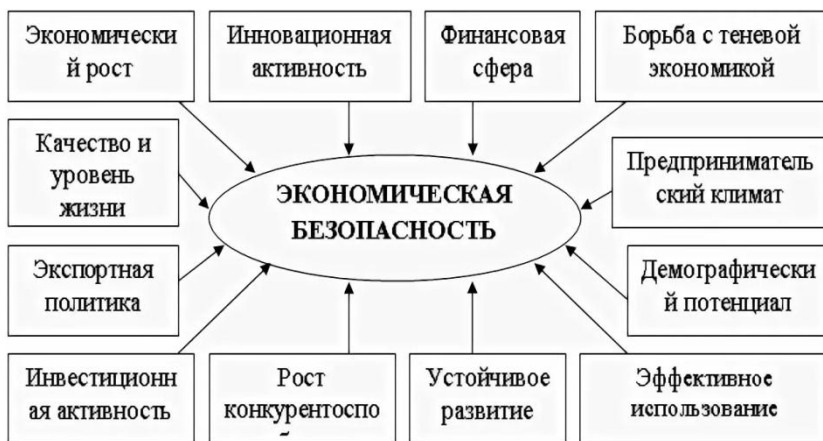 Экономически
й рост
Инновационная
активность
Финансовая
сфера
Борьба с теневой
экономикой
Качество и
уровень
жизни
ЭКОНОМИЧЕСКАЯ
БЕЗОПАСНОСТЬ
Предприниматель
ский климат
Экспортная
политика
Демографически
й потенциал
Инвестиционн
ая активность
Рост
конкурентоспо
Устойчивое
развитие
Эффективное
использование